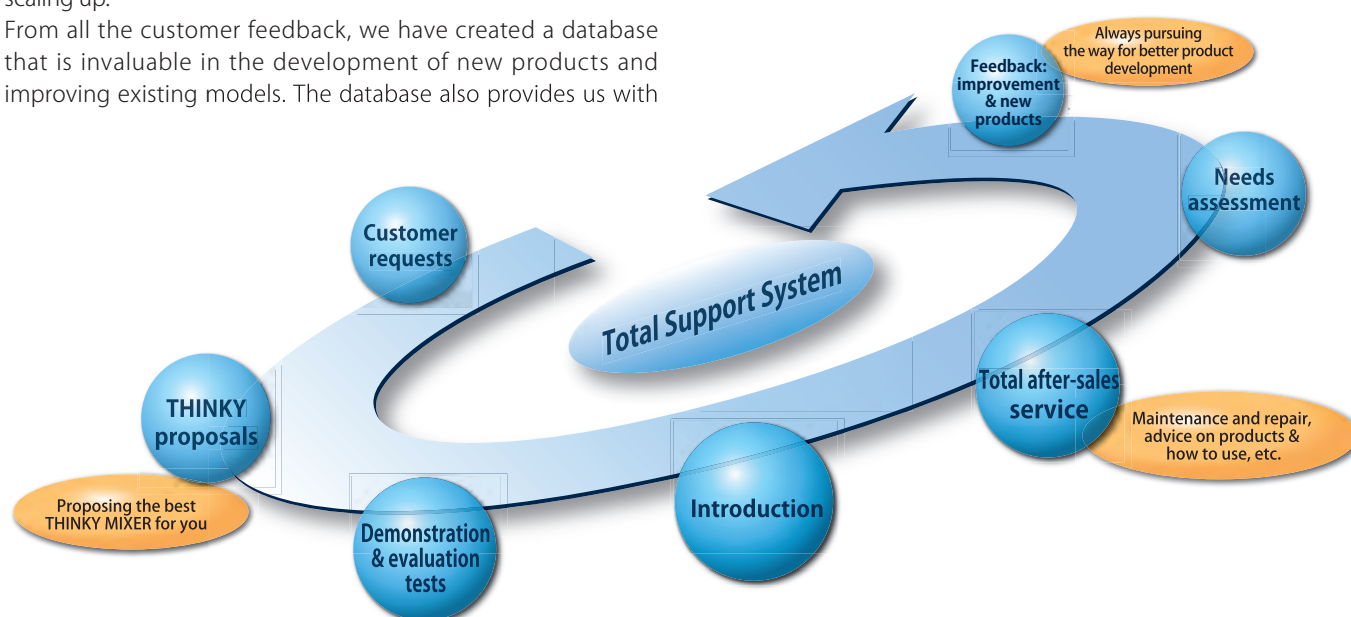 scaling up.
From all the customer feedback, we have created a database
that is invaluable in the development of new products and
improving existing models. The database also provides us with
Always pursuing
the way for better product
development
Feedback:
improvement
& new
products
Needs
assessment
Customer
requests
Total Support System
Total after-sales
service
Maintenance and repair,
advice on products &
how to use, etc.
THINKY
proposals
Proposing the best
THINKY MIXER for you
Introduction
Demonstration
& evaluation
tests